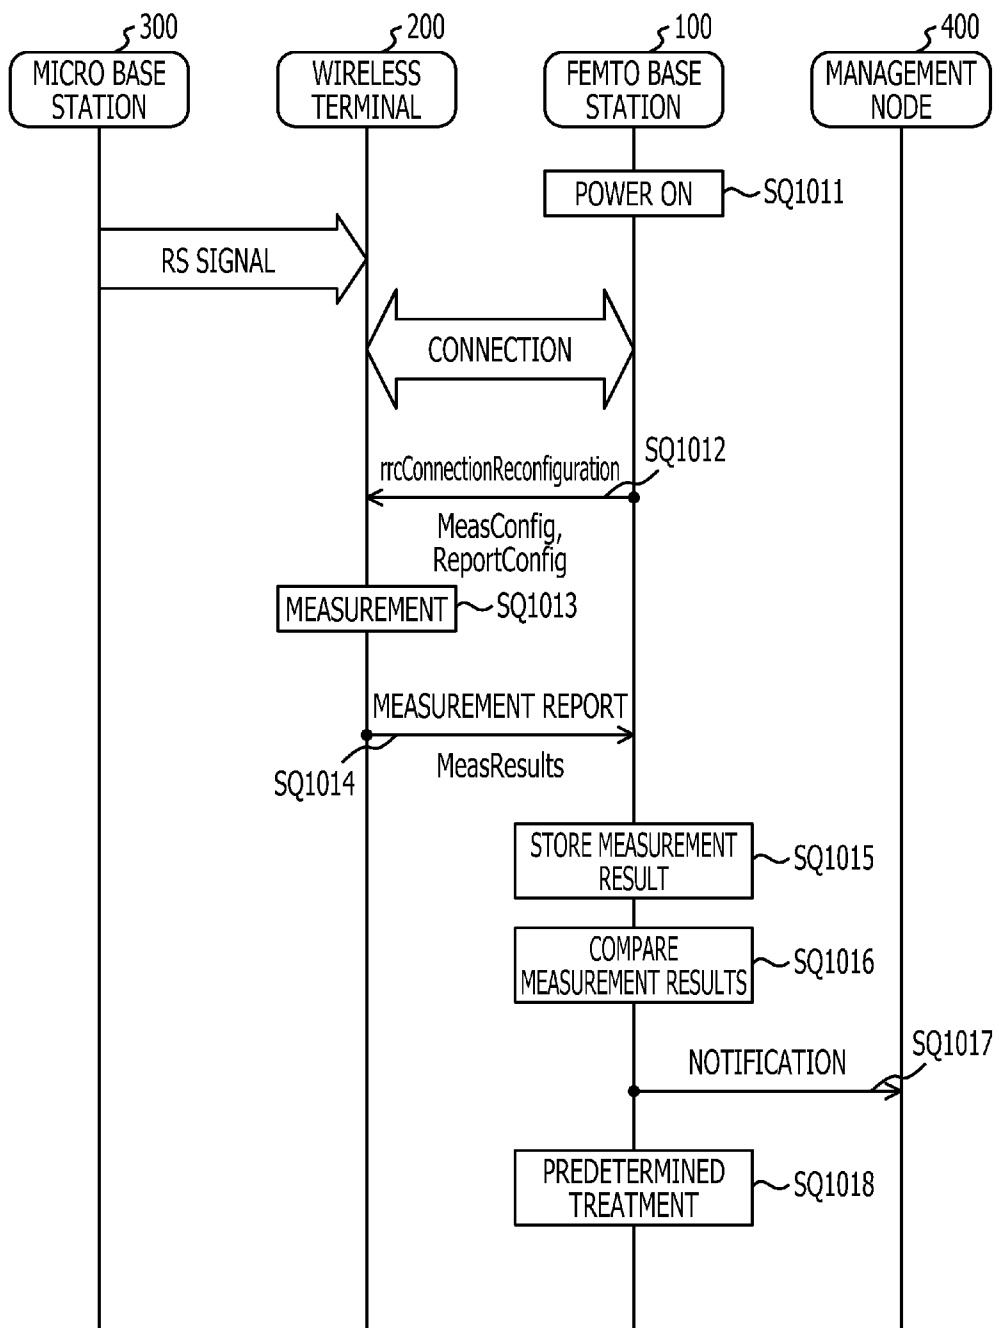 300
200
100
400
MICRO BASE
STATION
WIRELESS
TERMINAL
FEMTO BASE
STATION
MANAGEMENT
NODE
POWER ON
SQ1011
RS SIGNAL
CONNECTION
SQ1012
rrcConnectionReconfiguration
MeasConfig,
ReportConfig
MEASUREMENT
SQ1013
MEASUREMENT REPORT
SQ1014
MeasResults
STORE MEASUREMENT
RESULT
SQ1015
COMPARE
MEASUREMENT RESULTS
SQ1016
SQ1017
NOTIFICATION
PREDETERMINED
TREATMENT
SQ1018